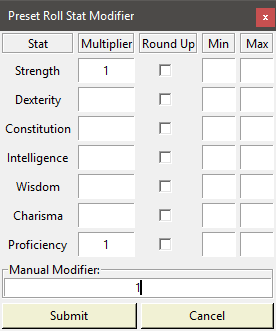 Preset Roll Stat Modifier x
Stat Multiplier Round Up Min Max
Strength 1
Dexterity
Constitution
Intelligence
Wisdom
Charisma
Proficiency 1
Manual Modifier:
1
Submit Cancel